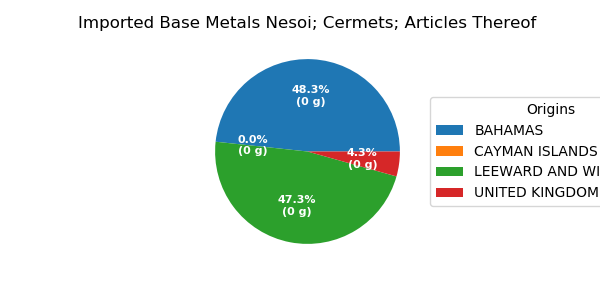 Imported Base Metals Nesoi; Cermets; Articles Thereof
48.3%
(0 g)
0.0%
(0 g)
4.3%
(0 g)
47.3%
(0 g)
Origins
BAHAMAS
CAYMAN ISLANDS
LEEWARD AND WI
UNITED KINGDOM